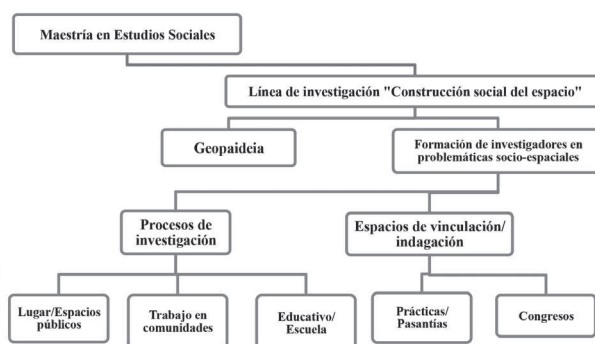 Maestría en Estudios Sociales
Línea de investigación "Construcción social del espacio"
Geopaideia
Formación de investigadores en
problemáticas socio-espaciales
Procesos de
investigación
Espacios de vinculación/
indagación
Lugar/Espacios
públicos
Trabajo en
comunidades
Educativo/
Escuela
Prácticas/
Pasantías
Congresos